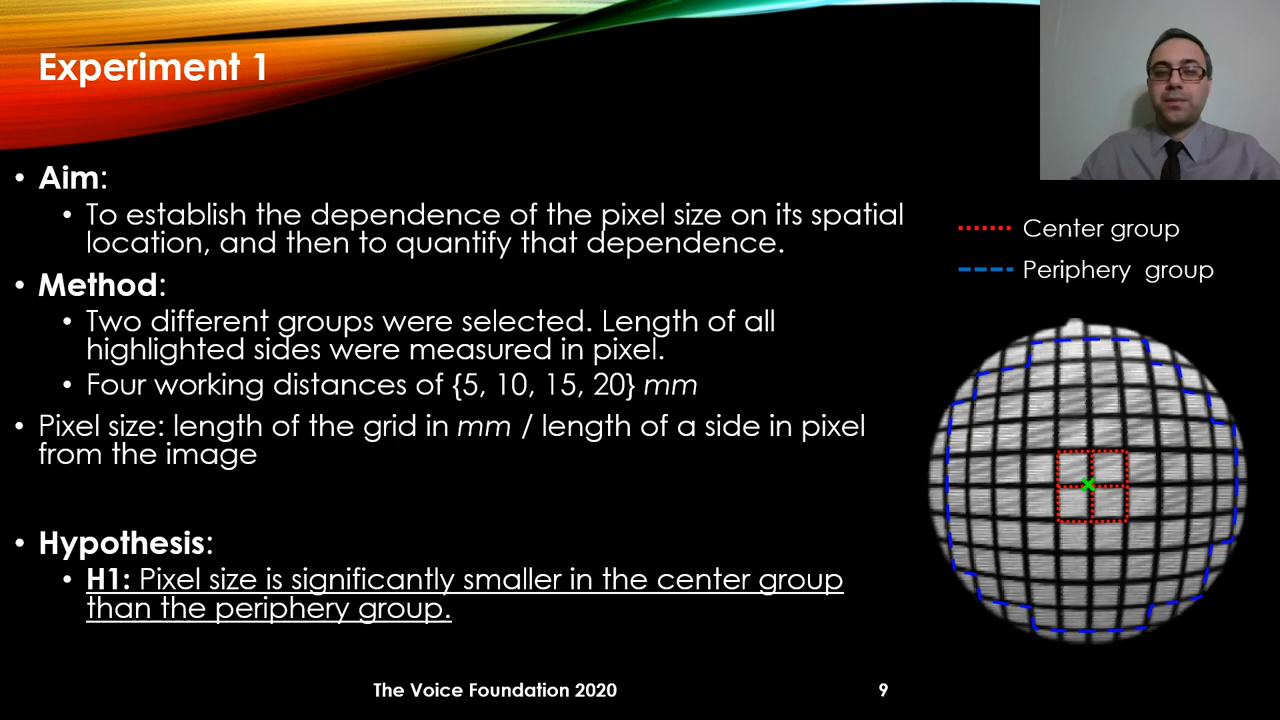 Experiment 1
• Aim:
• To establish the dependence of the pixel size on its spatial
location, and then to quantify that dependence.
• Method:
• Two different groups were selected. Length of all
highlighted sides were measured in pixel.
• Four working distances of {5, 10, 15, 20} mm
• Pixel size: length of the grid in mm / length of a side in pixel
from the image
• Hypothesis:
• H1: Pixel size is significantly smaller in the center group
than the periphery group.
Center group
Periphery group
The Voice Foundation 2020
9